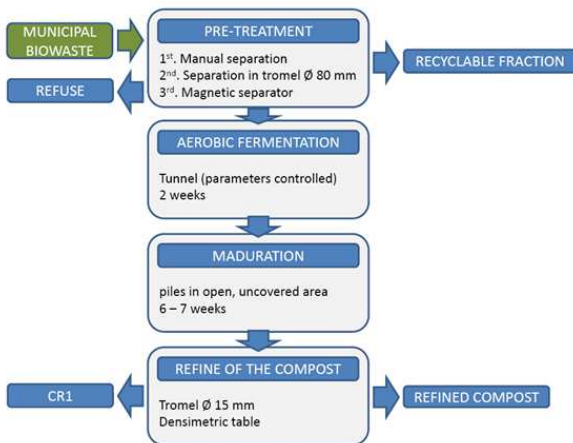 MUNICIPAL
BIOWASTE
PRE-TREATMENT
1st. Manual separation
2nd. Separation in tromel Ø 80 mm
3rd. Magnetic separator
RECYCLABLE FRACTION
REFUSE
AEROBIC FERMENTATION
Tunnel (parameters controlled)
2 weeks
MADURATION
piles in open, uncovered area
6 – 7 weeks
REFINE OF THE COMPOST
Tromel Ø 15 mm
Densimetric table
CR1
REFINED COMPOST